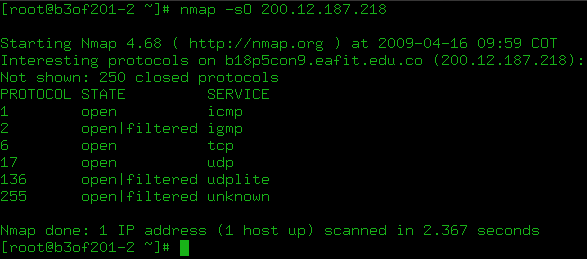 [root@b3of201-2 ~]# nmap -sO 200.12.187.218
Starting Nmap 4.68 ( http://nmap.org ) at 2009-04-16 09:59 COT
Interesting protocols on b18p5con9.eafit.edu.co (200.12.187.218):
Not shown: 250 closed protocols
PROTOCOL STATE SERVICE
1 open icmp
2 open|filtered igmp
6 open tcp
17 open udp
136 open|filtered udplite
255 open|filtered unknown
Nmap done: 1 IP address (1 host up) scanned in 2.367 seconds
[root@b3of201-2 ~]#